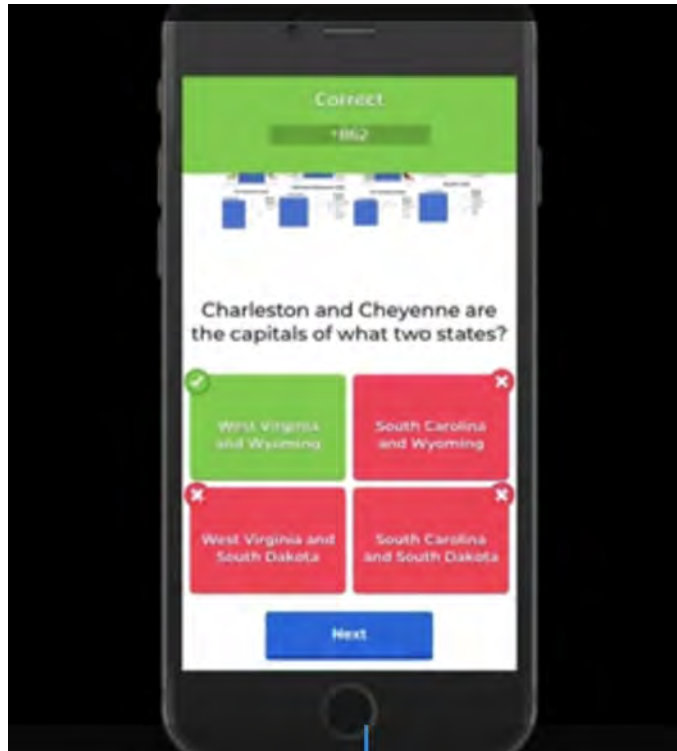 Correct
+862
Charleston and Cheyenne are
the capitals of what two states?
West Virginia
and Wyoming
South Carolina
and Wyoming
West Virginia and
South Dakota
South Carolina
and South Dakota
Next